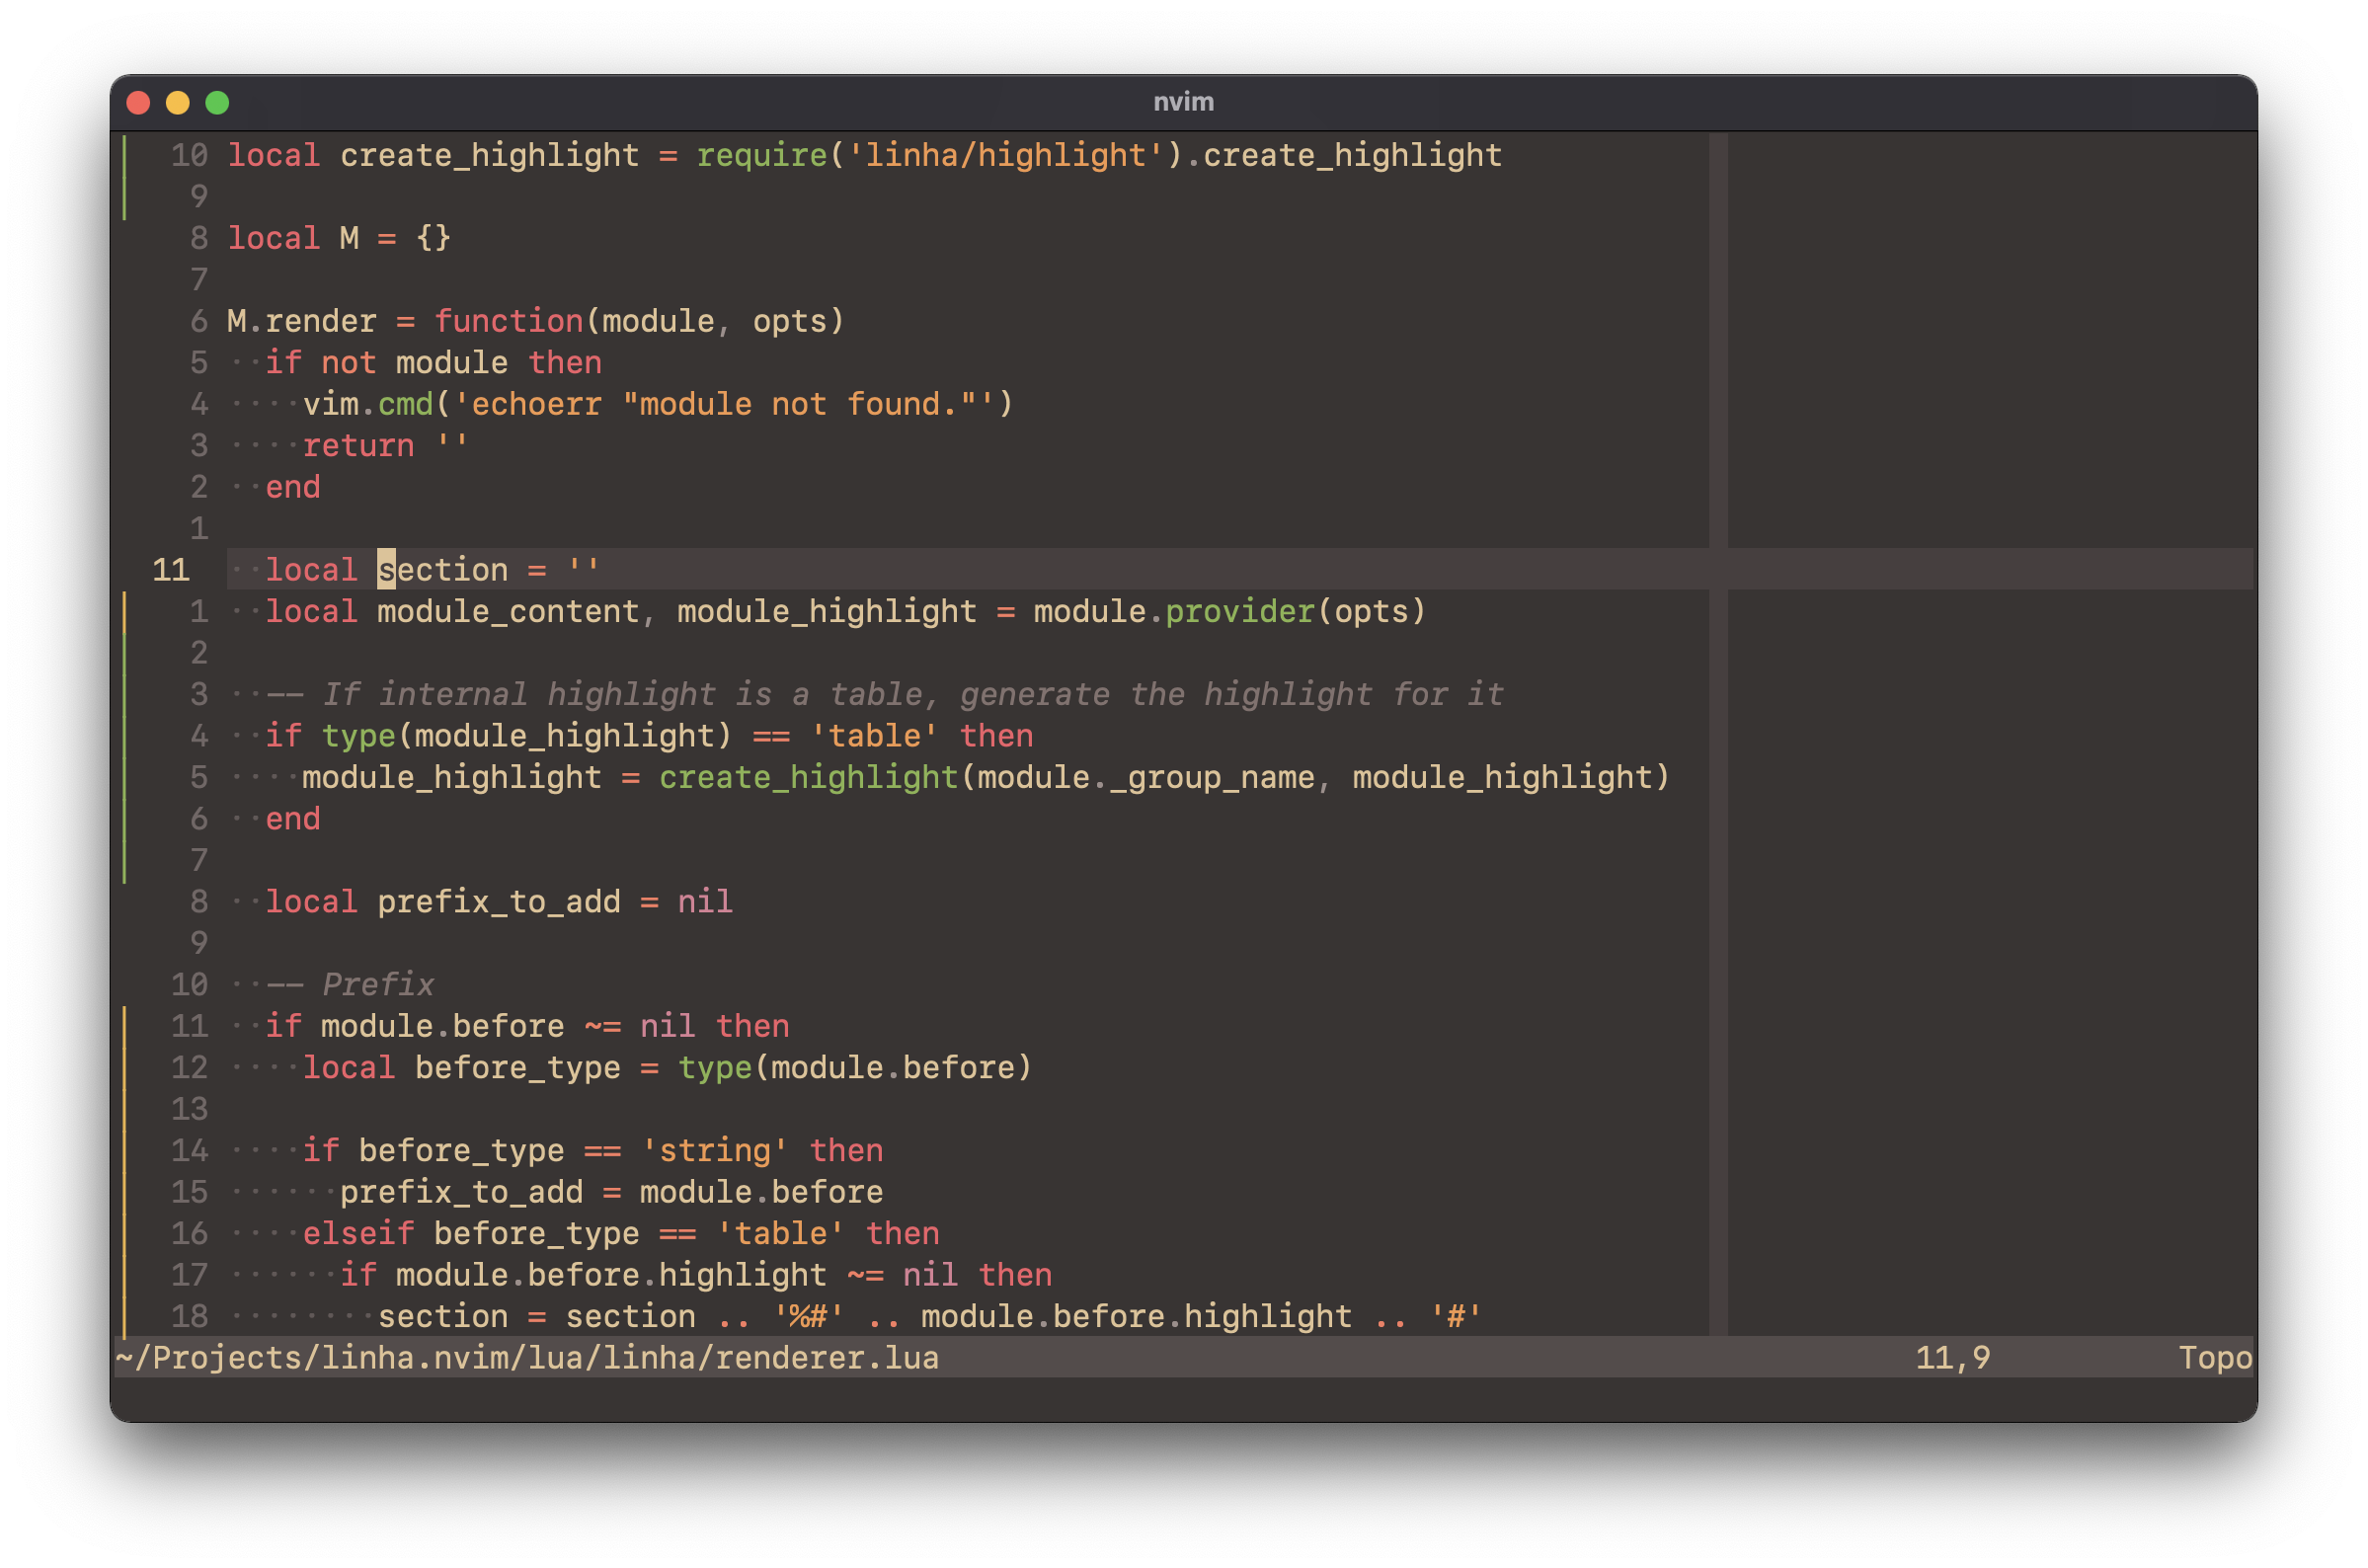 nvim
10 local create_highlight = require('linha/highlight').create_highlight
9
8 local M = {}
7
6 M.render = function(module, opts)
5 ··if not module then
4 ····vim.cmd('echoerr "module not found."')
3 ····return ''
2 ··end
1
11 ··local section = ''
1 ··local module_content, module_highlight = module.provider(opts)
2
3 ··-- If internal highlight is a table, generate the highlight for it
4 ··if type(module_highlight) == 'table' then
5 ····module_highlight = create_highlight(module._group_name, module_highlight)
6 ··end
7
8 ··local prefix_to_add = nil
9
10 ··-- Prefix
11 ··if module.before ~= nil then
12 ····local before_type = type(module.before)
13
14 ····if before_type == 'string' then
15 ······prefix_to_add = module.before
16 ····elseif before_type == 'table' then
17 ······if module.before.highlight ~= nil then
18 ········section = section .. '%#' .. module.before.highlight .. '#'
~/Projects/linha.nvim/lua/linha/renderer.lua 11,9 Topo